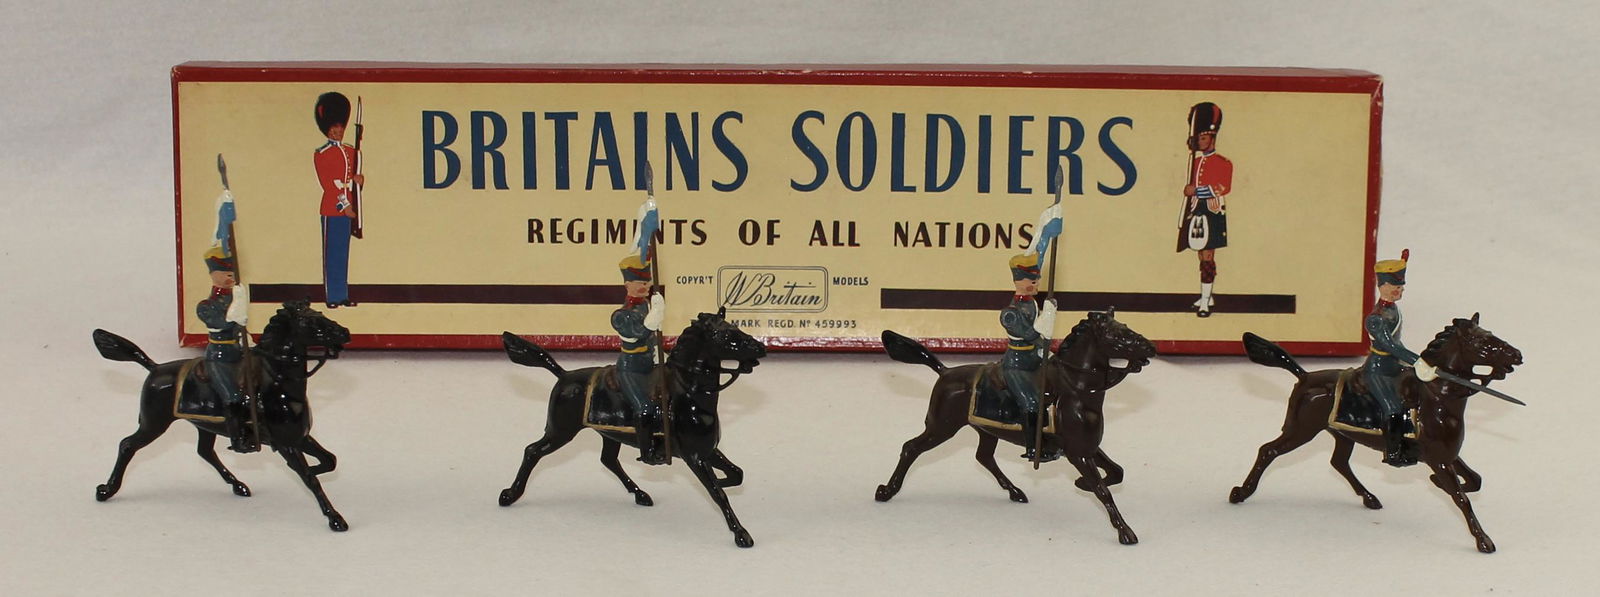 BRITAINS SOLDIERS
REGIMENTS OF ALL NATIONS
COPYR'T W Britain MODELS
MARK REGD. Nº 459993